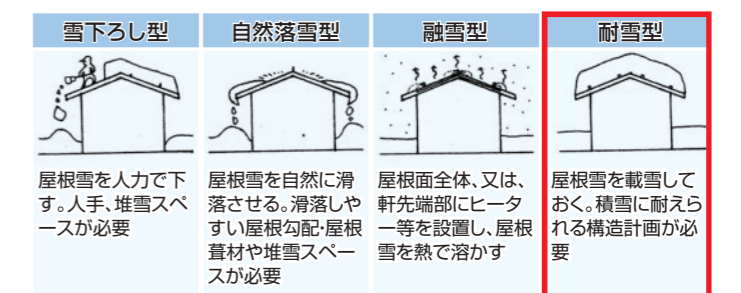 雪下ろし型
自然落雪型
融雪型
耐雪型
屋根雪を人力で下
す。人手、堆雪スペ
ースが必要
屋根雪を自然に滑
落させる。滑落しや
すい屋根勾配・屋根
葺材や堆雪スペー
スが必要
屋根面全体、又は、
軒先端部にヒータ
ー等を設置し、屋根
雪を熱で溶かす
屋根雪を載雪して
おく。積雪に耐えら
れる構造計画が必
要